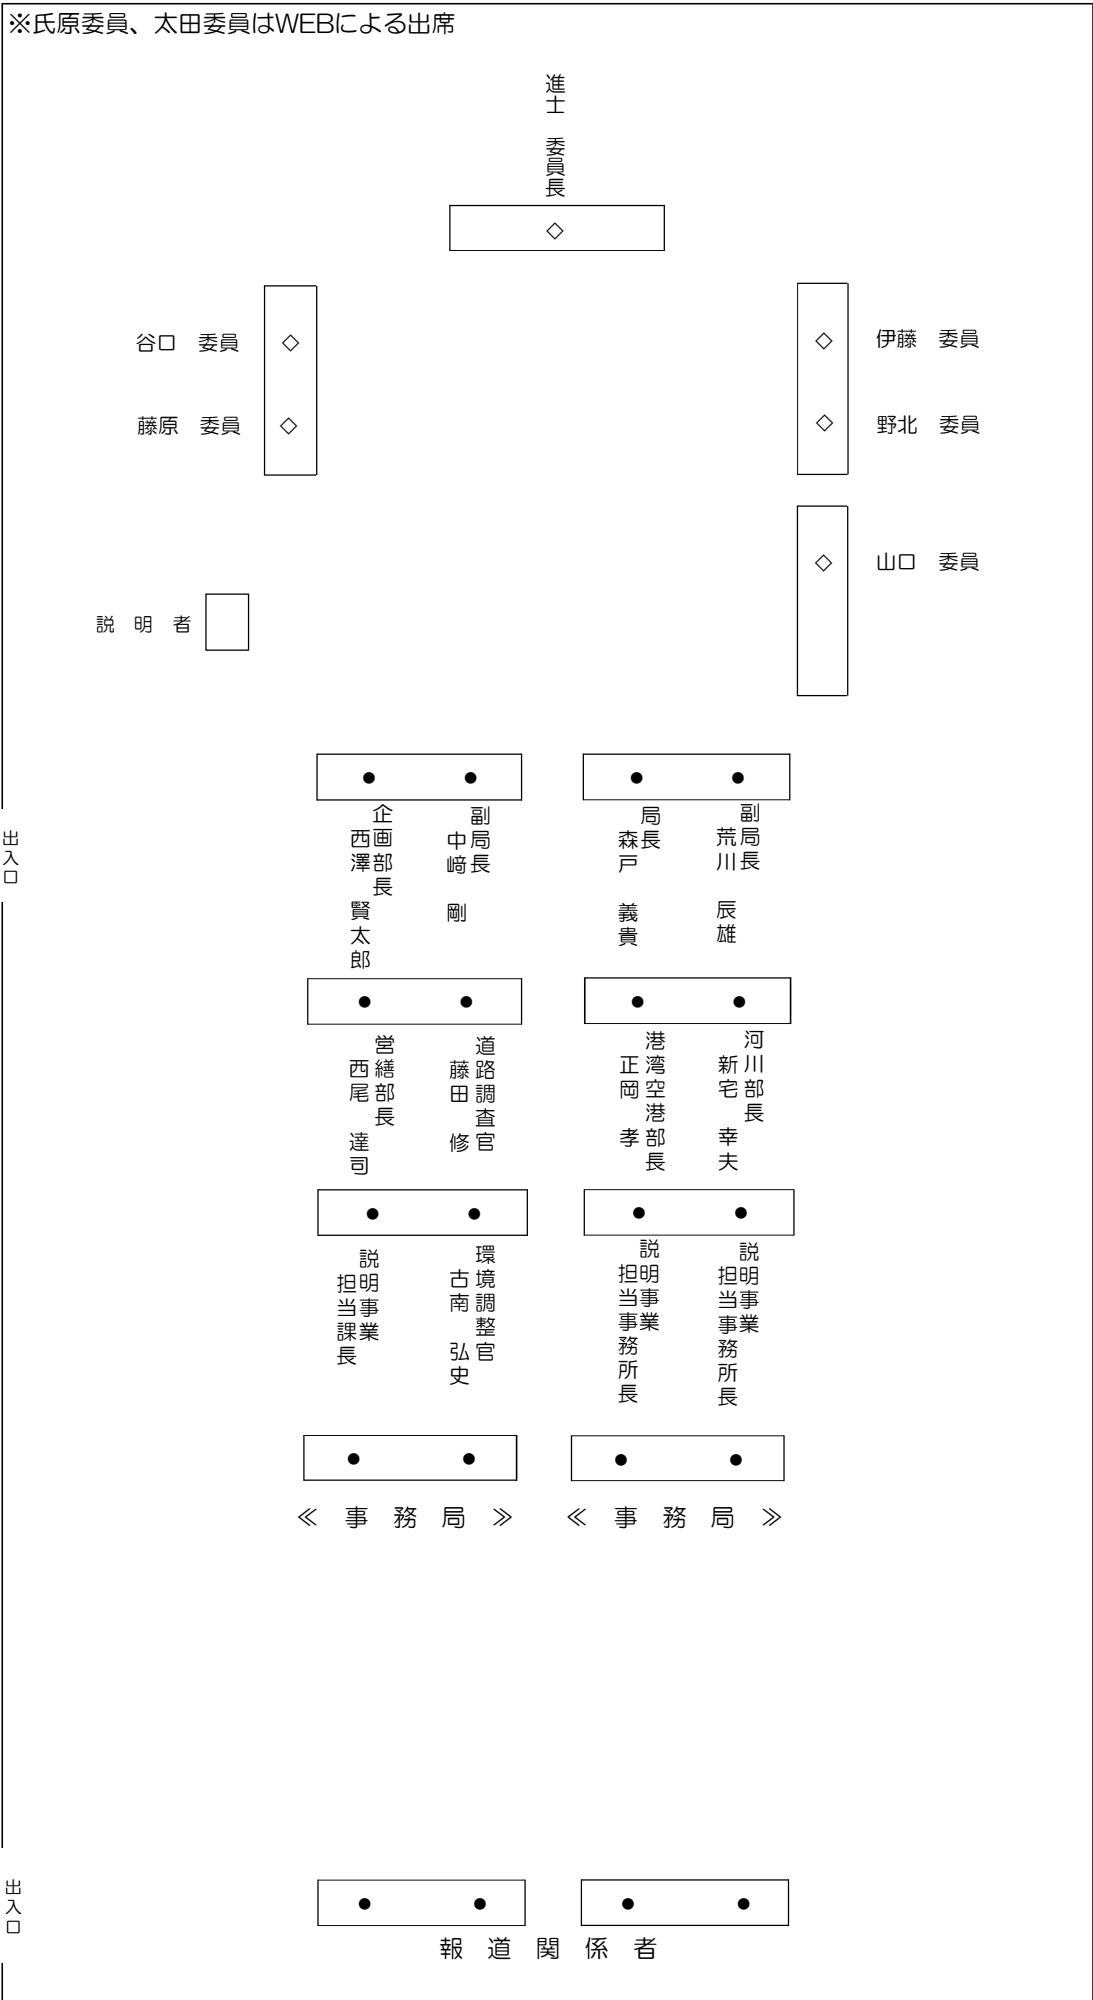 ※氏原委員、太田委員はWEBによる出席
進士　委員長
谷口　委員
伊藤　委員
藤原　委員
野北　委員
山口　委員
説　明　者
出入口
企画部長
西澤　賢太郎
副局長
中﨑　剛
局長
森戸　義貴
副局長
荒川　辰雄
営繕部長
西尾　達司
道路調査官
藤田　修
港湾空港部長
正岡　孝
河川部長
新宅　幸夫
説明事業
担当課長
環境調整官
古南　弘史
説明事業
担当事務所長
説明事業
担当事務所長
≪　事　務　局　≫
≪　事　務　局　≫
出入口
報　道　関　係　者